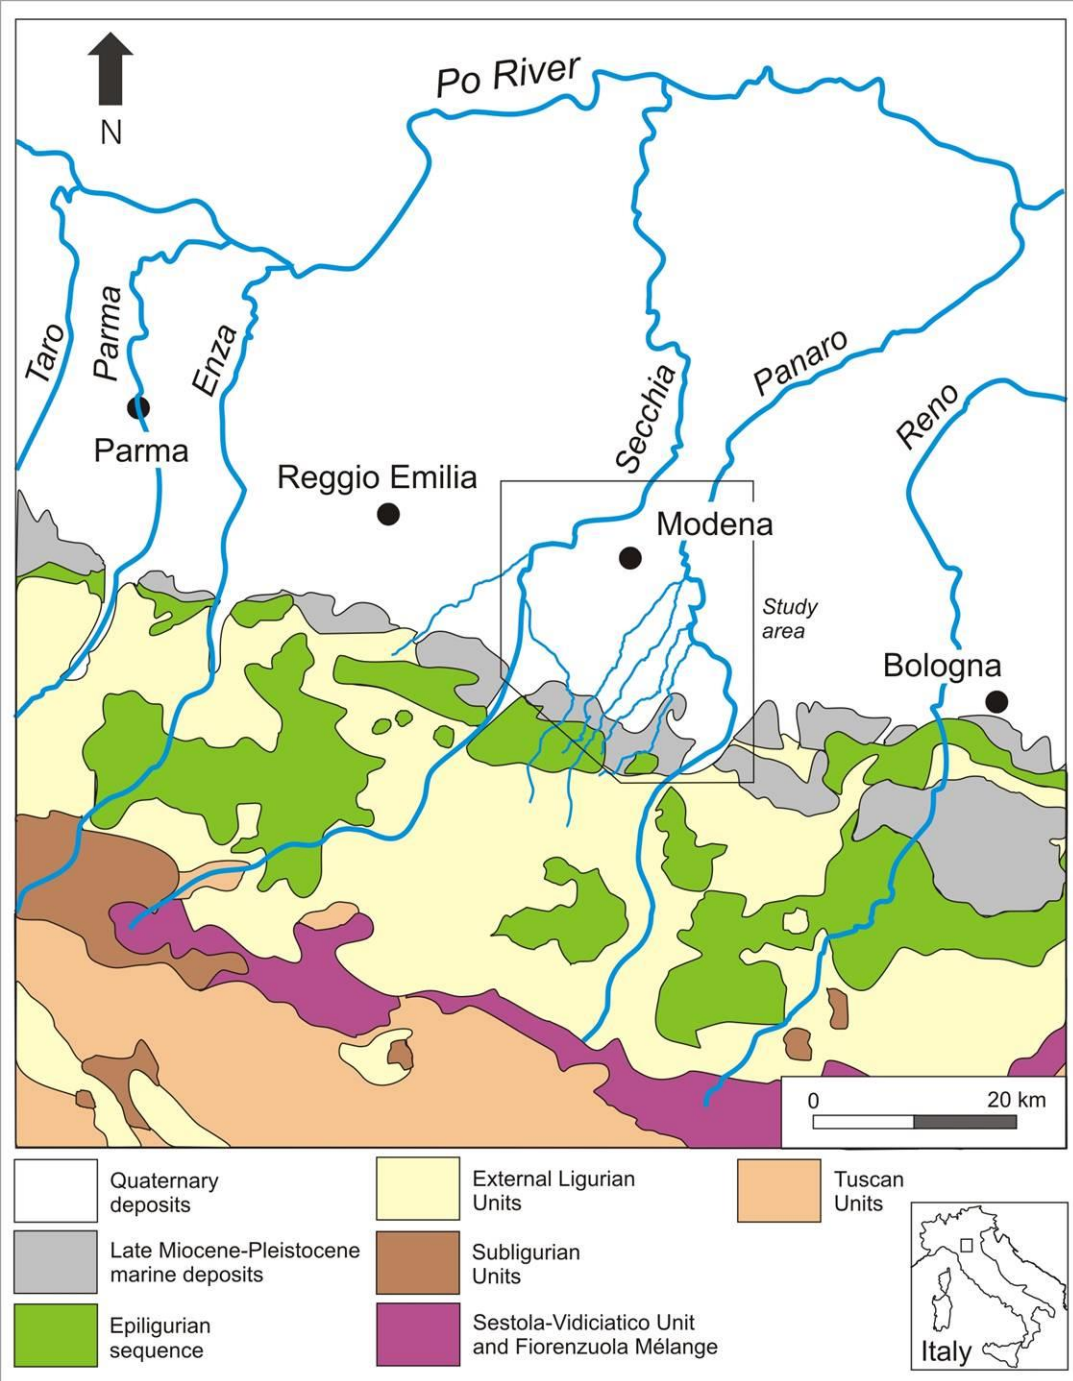 Po River
N
Taro
Parma
Enza
Secchia
Panaro
Reno
Parma
Reggio Emilia
Modena
Study
area
Bologna
0 20 km
Quaternary
deposits
Late Miocene-Pleistocene
marine deposits
Epiligurian
sequence
External Ligurian
Units
Subligurian
Units
Sestola-Vidiciatico Unit
and Fiorenzuola Mélange
Tuscan
Units
Italy